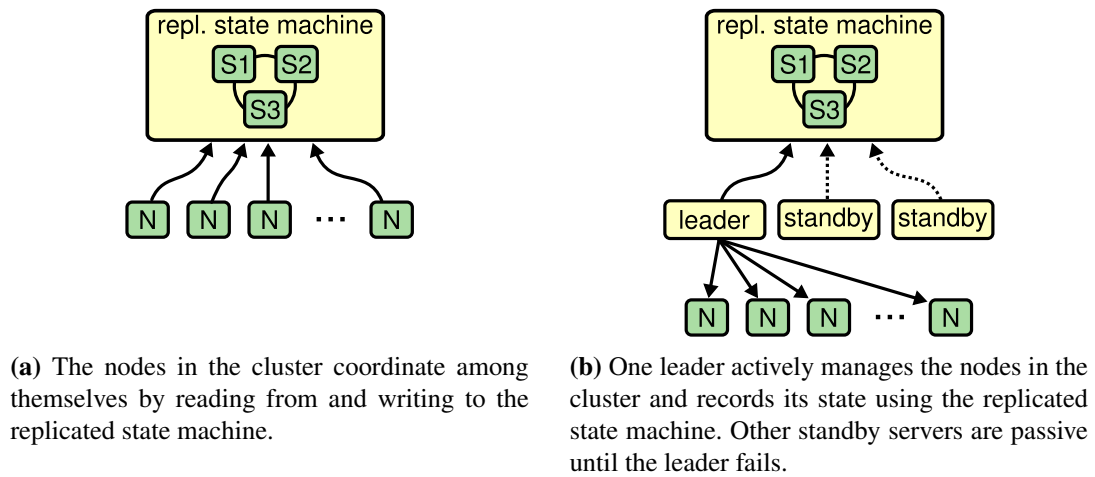 repl. state machine
S1 S2
S3
N N N ... N
(a) The nodes in the cluster coordinate among
themselves by reading from and writing to the
replicated state machine.
repl. state machine
S1 S2
S3
leader standby standby
N N N ... N
(b) One leader actively manages the nodes in the
cluster and records its state using the replicated
state machine. Other standby servers are passive
until the leader fails.